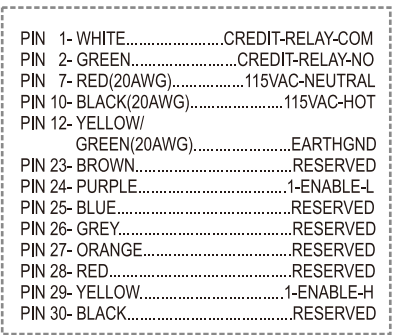 PIN 1- WHITE.......................CREDIT-RELAY-COM
PIN 2- GREEN.......................CREDIT-RELAY-NO
PIN 7- RED(20AWG)...................115VAC-NEUTRAL
PIN 10- BLACK(20AWG)....................115VAC-HOT
PIN 12- YELLOW/
GREEN(20AWG)....................EARTHGND
PIN 23- BROWN.....................................RESERVED
PIN 24- PURPLE..................................1-ENABLE-L
PIN 25- BLUE........................................RESERVED
PIN 26- GREY........................................RESERVED
PIN 27- ORANGE..................................RESERVED
PIN 28- RED.........................................RESERVED
PIN 29- YELLOW................................1-ENABLE-H
PIN 30- BLACK.....................................RESERVED